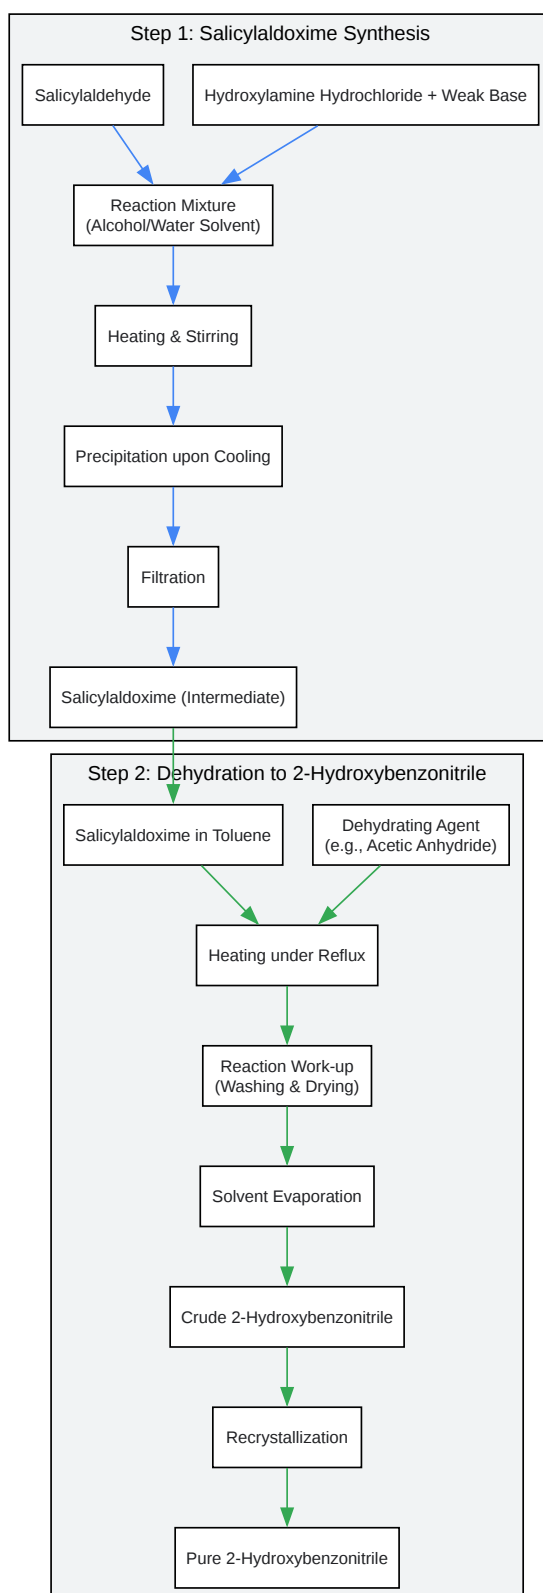 Step 1: Salicylaldoxime Synthesis
Salicylaldehyde
Hydroxylamine Hydrochloride + Weak Base
Reaction Mixture
(Alcohol/Water Solvent)
Heating & Stirring
Precipitation upon Cooling
Filtration
Salicylaldoxime (Intermediate)
Step 2: Dehydration to 2-Hydroxybenzonitrile
Salicylaldoxime in Toluene
Dehydrating Agent
(e.g., Acetic Anhydride)
Heating under Reflux
Reaction Work-up
(Washing & Drying)
Solvent Evaporation
Crude 2-Hydroxybenzonitrile
Recrystallization
Pure 2-Hydroxybenzonitrile